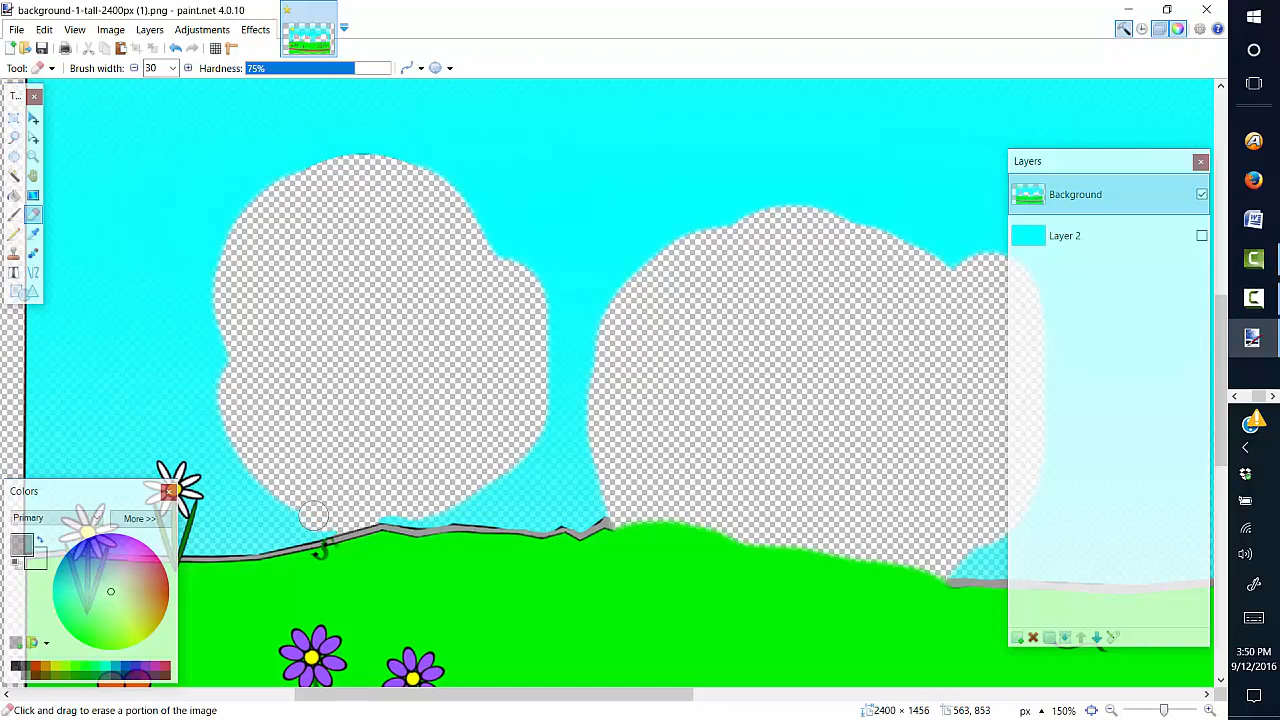 background-1-tall-2400px (1).png - paint.net 4.0.10
File Edit View Image Layers Adjustments Effects
Tool: Brush width: 30 Hardness: 75%
T...
Layers
Background
Layer 2
Colors
Primary More >>
3:50 PM
9/12/2016
Click and drag to erase a portion of the image
2400 × 1456 563, 853 px 150%